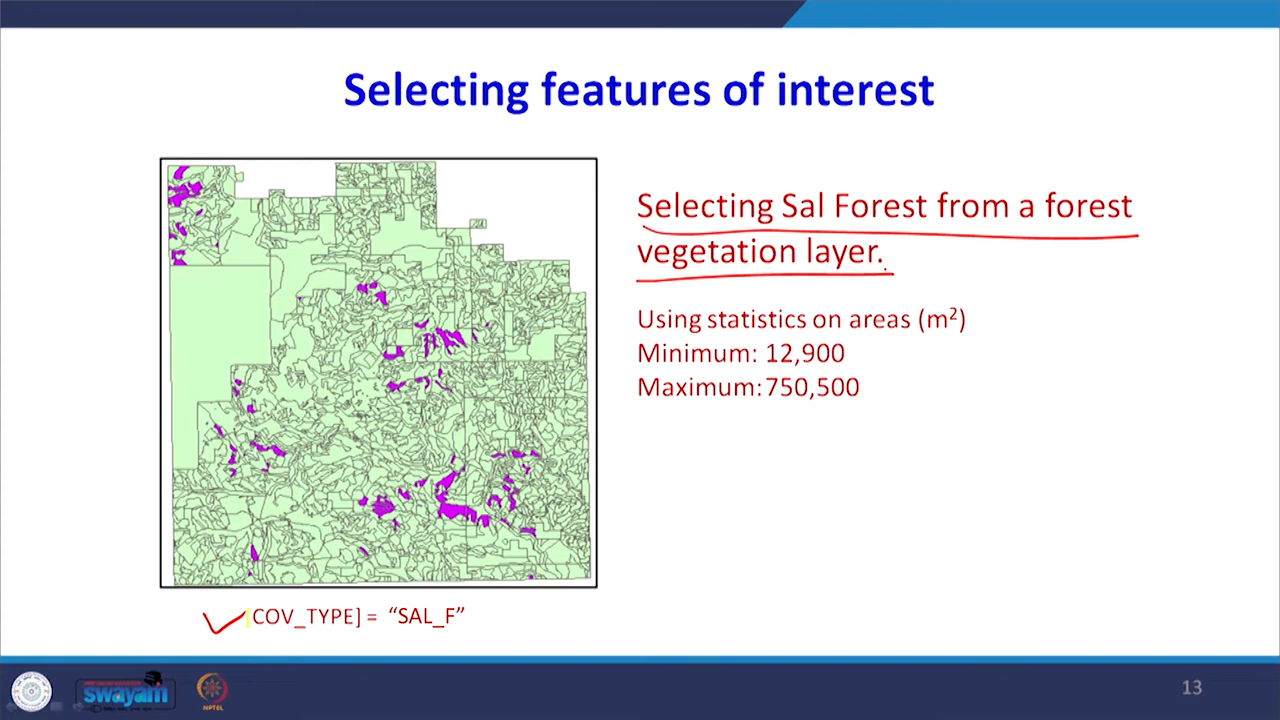 Selecting features of interest
Selecting Sal Forest from a forest
vegetation layer.
Using statistics on areas (m²)
Minimum: 12,900
Maximum: 750,500
[COV_TYPE] = “SAL_F”
swayam
NPTEL
13